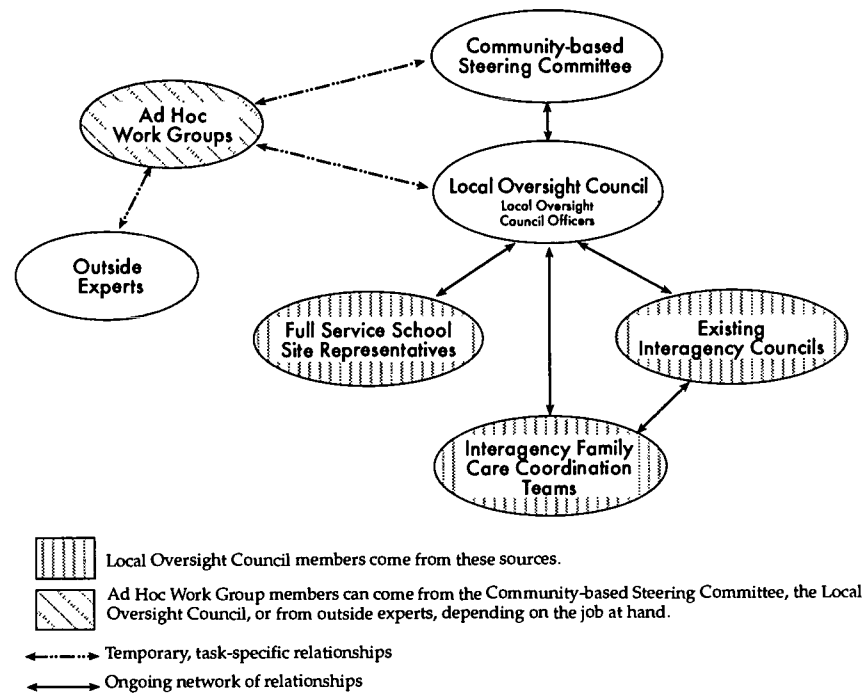 Community-based
Steering Committee
Ad Hoc
Work Groups
Local Oversight Council
Local Oversight
Council Officers
Outside
Experts
Full Service School
Site Representatives
Existing
Interagency Councils
Interagency Family
Care Coordination
Teams
Local Oversight Council members come from these sources.
Ad Hoc Work Group members can come from the Community-based Steering Committee, the Local
Oversight Council, or from outside experts, depending on the job at hand.
Temporary, task-specific relationships
Ongoing network of relationships